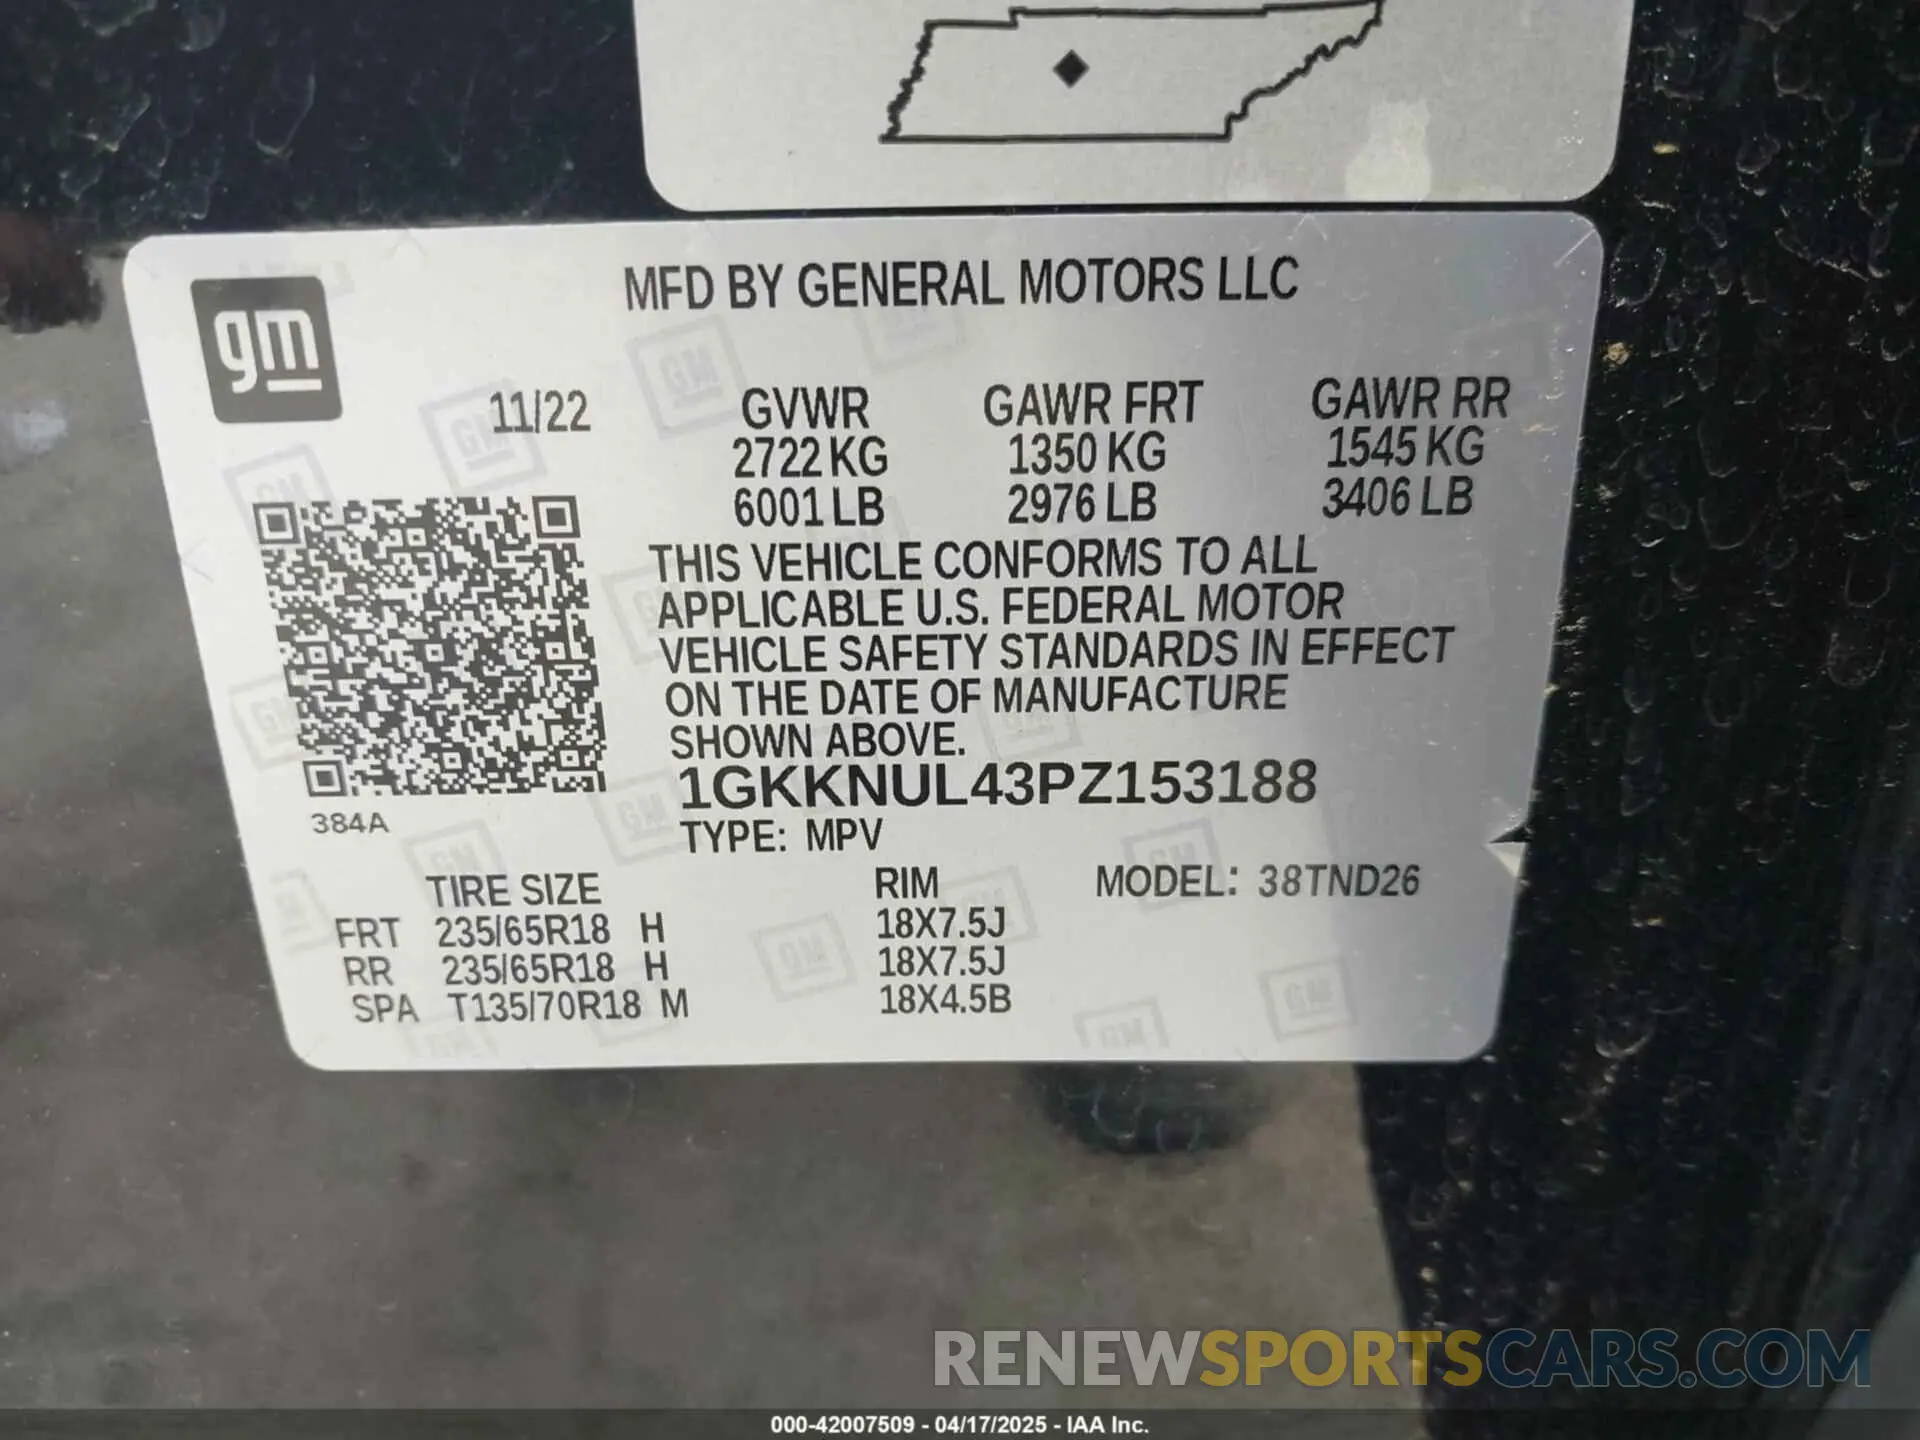 MFD BY GENERAL MOTORS LLC
gm
11/22 GVWR GAWR FRT GAWR RR
2722 KG 1350 KG 1545 KG
6001 LB 2976 LB 3406 LB
THIS VEHICLE CONFORMS TO ALL
APPLICABLE U.S. FEDERAL MOTOR
VEHICLE SAFETY STANDARDS IN EFFECT
ON THE DATE OF MANUFACTURE
SHOWN ABOVE.
1GKKNUL43PZ153188
384A
TYPE: MPV
TIRE SIZE RIM MODEL: 38TND26
FRT 235/65R18 H 18X7.5J
RR 235/65R18 H 18X7.5J
SPA T135/70R18 M 18X4.5B
RENEWSPORTSCARS.COM
000-42007509 - 04/17/2025 - IAA Inc.